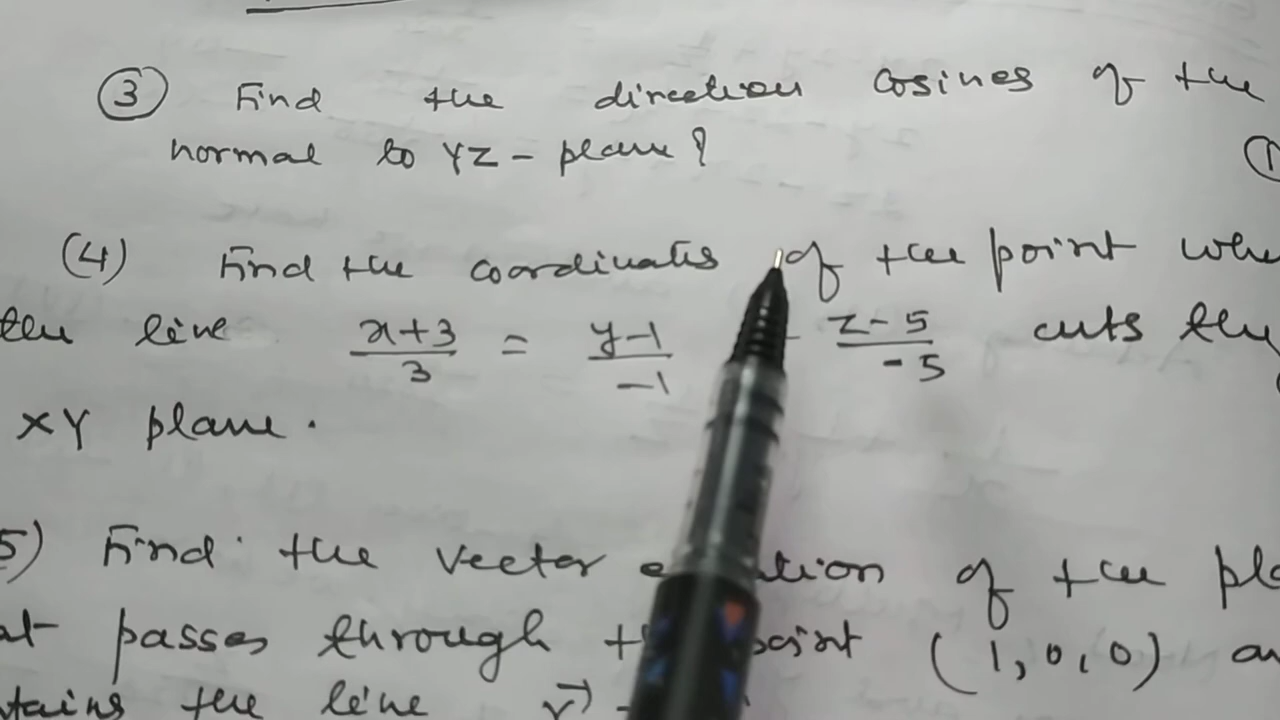 ③ Find the direction cosines of the
normal to YZ-plane?
(4) Find the coordinates of the point
the line x+3/3 = y-1/-1 z-5/-5 cuts the
XY plane.
5) Find the vector of the
passes through point (1,0,0)
the line r⃗